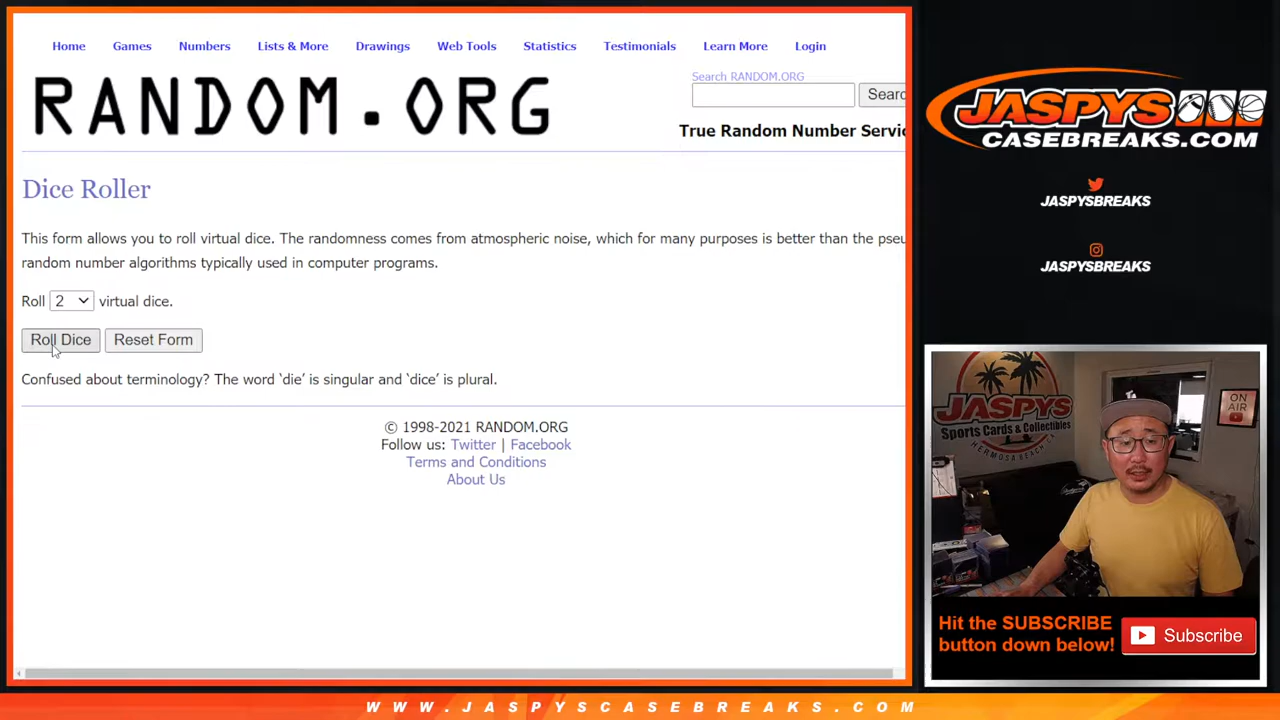 Home Games Numbers Lists & More Drawings Web Tools Statistics Testimonials Learn More Login
RANDOM.ORG
Search RANDOM.ORG
Searc
True Random Number Servic
Dice Roller
This form allows you to roll virtual dice. The randomness comes from atmospheric noise, which for many purposes is better than the pseu
random number algorithms typically used in computer programs.
Roll 2 virtual dice.
Roll Dice Reset Form
Confused about terminology? The word ‘die’ is singular and ‘dice’ is plural.
© 1998-2021 RANDOM.ORG
Follow us: Twitter | Facebook
Terms and Conditions
About Us
JASPYS
CASEBREAKS.COM
JASPYSBREAKS
JASPYSBREAKS
JASPYS
Sports Cards & Collectibles
HERMOSA BEACH, CA
ON
AIR
Hit the SUBSCRIBE
button down below!
Subscribe
WWW.JASPYSCASEBREAKS.COM